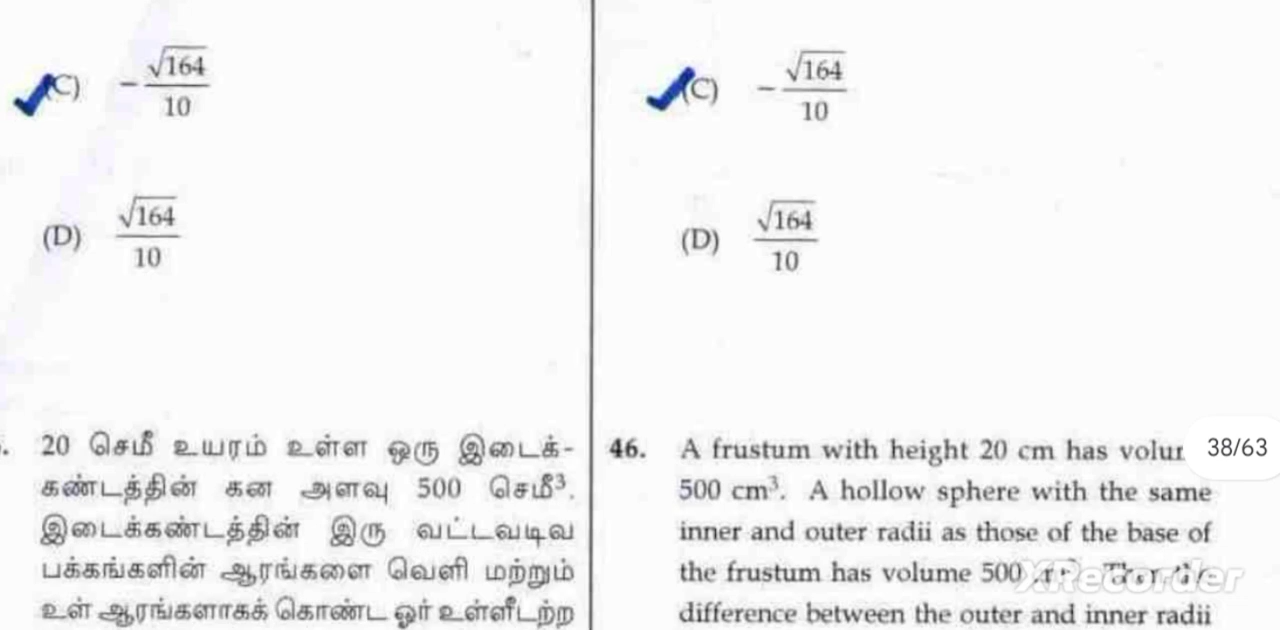 (C) -√164/10
(D) √164/10
20 செமீ உயரம் உள்ள ஒரு இடைக்-
கண்டத்தின் கன அளவு 500 செமீ³.
இடைக்கண்டத்தின் இரு வட்டவடிவ
பக்கங்களின் ஆரங்களை வெளி மற்றும்
உள் ஆரங்களாகக் கொண்ட ஓர் உள்ளீடற்ற
(C) -√164/10
(D) √164/10
46. A frustum with height 20 cm has
500 cm³. A hollow sphere with the same
inner and outer radii as those of the base of
the frustum has volume 500
difference between the outer and inner radii
38/63
XRecorder